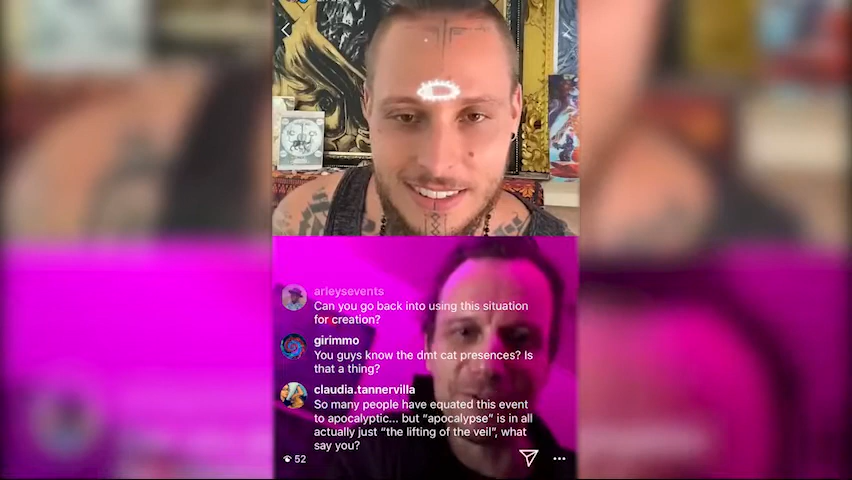 arleysevents
Can you go back into using this situation
for creation?
girimmo
You guys know the dmt cat presences? Is
that a thing?
claudia.tannervilla
So many people have equated this event
to apocalyptic... but “apocalypse” is in all
actually just “the lifting of the veil”, what
say you?
52